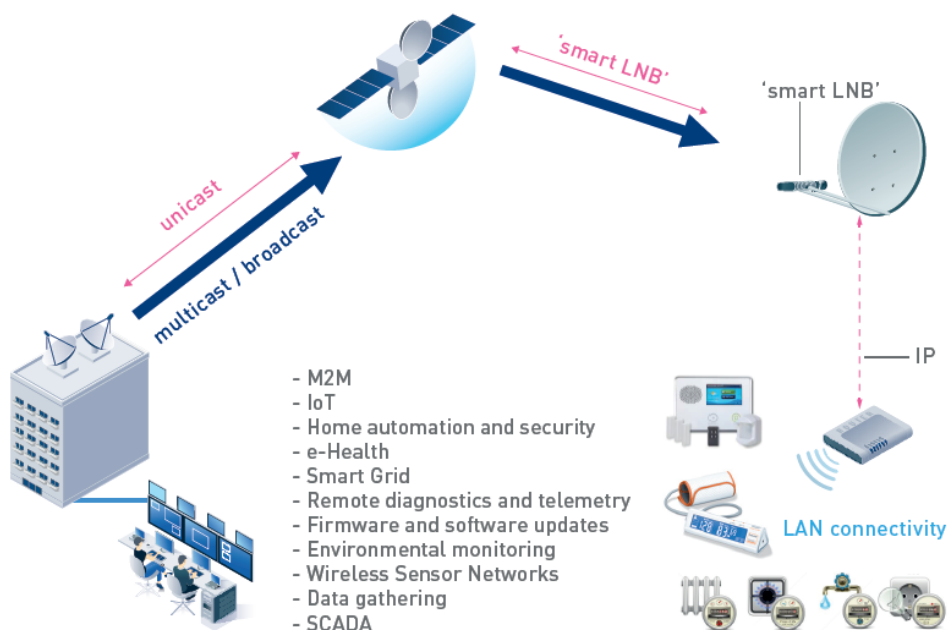 'smart LNB'
'smart LNB'
unicast
multicast / broadcast
IP
- M2M
- IoT
- Home automation and security
- e-Health
- Smart Grid
- Remote diagnostics and telemetry
- Firmware and software updates
- Environmental monitoring
- Wireless Sensor Networks
- Data gathering
- SCADA
LAN connectivity